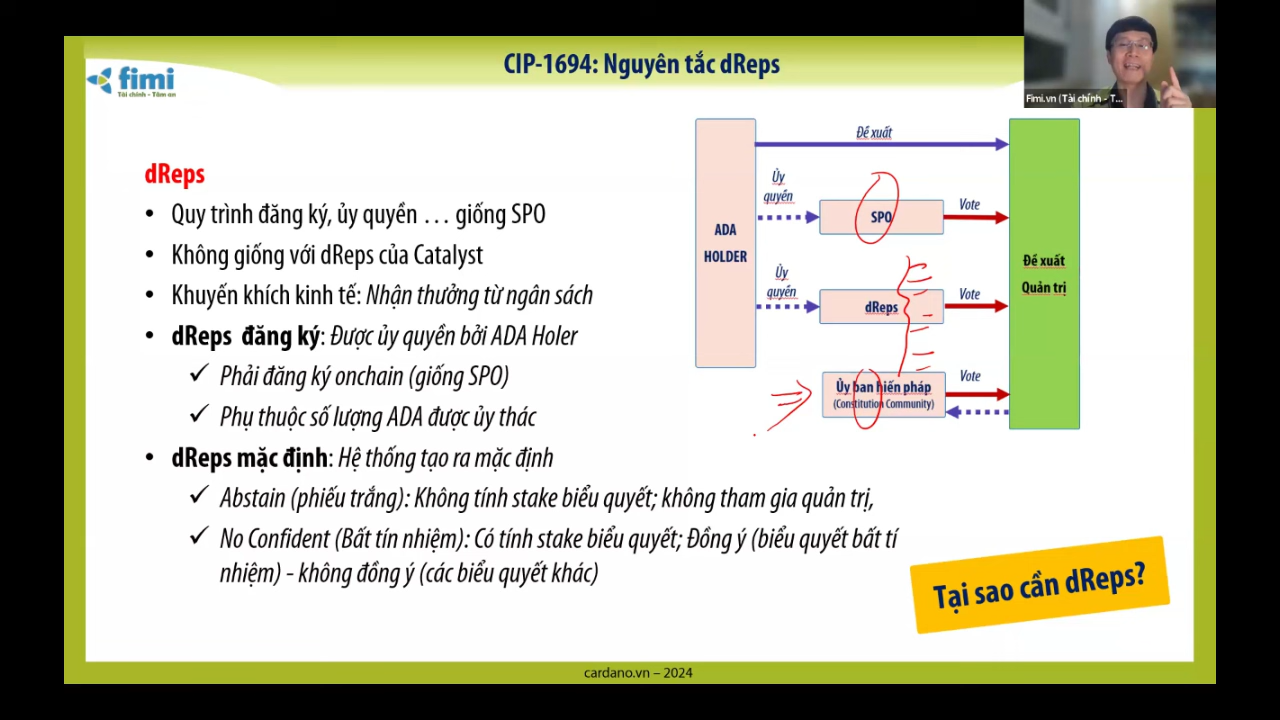 fimi
Tài chính - Tâm an
CIP-1694: Nguyên tắc dReps
Fimi.vn (Tài chính - T...
dReps
• Quy trình đăng ký, ủy quyền … giống SPO
• Không giống với dReps của Catalyst
• Khuyến khích kinh tế: Nhận thưởng từ ngân sách
• dReps đăng ký: Được ủy quyền bởi ADA Holer
✓ Phải đăng ký onchain (giống SPO)
✓ Phụ thuộc số lượng ADA được ủy thác
• dReps mặc định: Hệ thống tạo ra mặc định
✓ Abstain (phiếu trắng): Không tính stake biểu quyết; không tham gia quản trị,
✓ No Confident (Bất tín nhiệm): Có tính stake biểu quyết; Đồng ý (biểu quyết bất tí
nhiệm) - không đồng ý (các biểu quyết khác)
ADA
HOLDER
Đề xuất
Ủy
quyền
SPO
Vote
Ủy
quyền
dReps
Vote
Ủy ban hiến pháp
(Constitution Community)
Vote
Đề xuất
Quản trị
Tại sao cần dReps?
cardano.vn – 2024